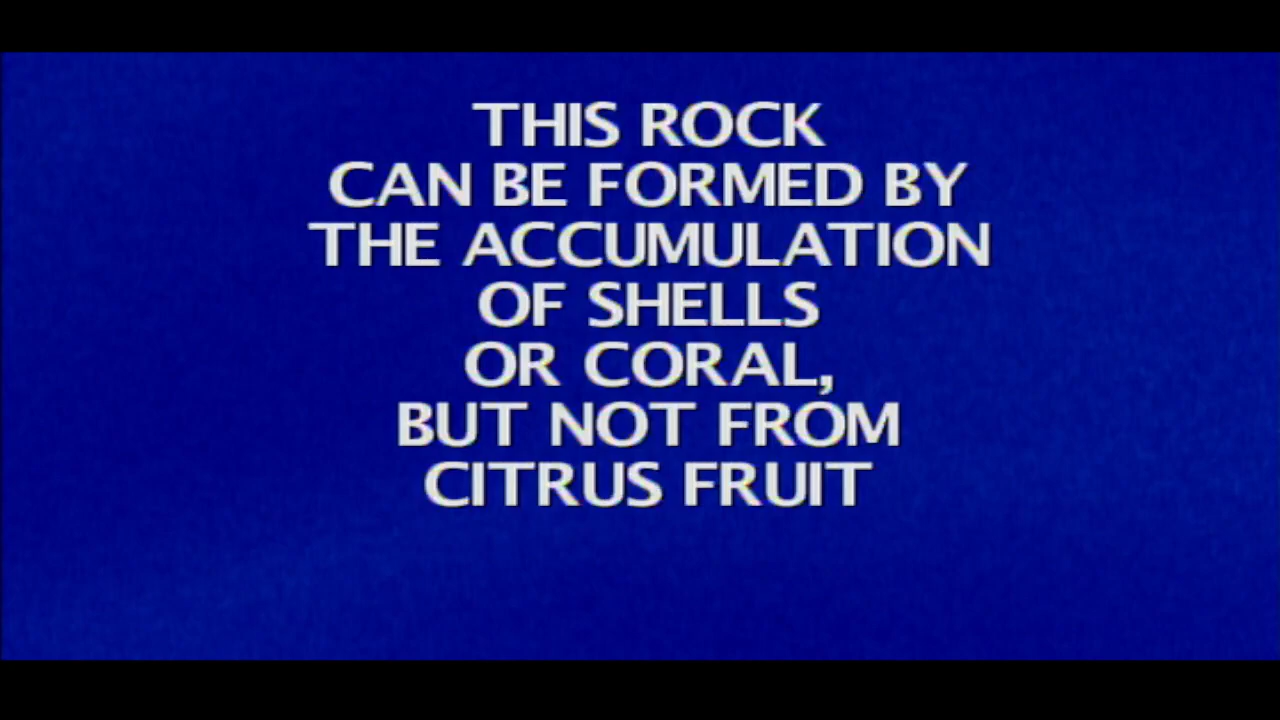 THIS ROCK
CAN BE FORMED BY
THE ACCUMULATION
OF SHELLS
OR CORAL,
BUT NOT FROM
CITRUS FRUIT